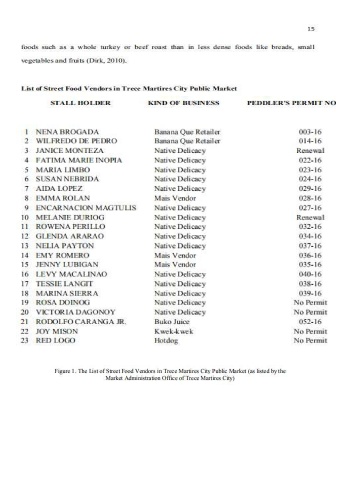 15
foods such as a whole turkey or beef roast than in less dense foods like breads, small
vegetables and fruits (Dirk, 2010).
List of Street Food Vendors in Trece Martires City Public Market
STALL HOLDER KIND OF BUSINESS PEDDLER'S PERMIT NO
1 NENA BROGADA Banana Que Retailer 003-16
2 WILFREDO DE PEDRO Banana Que Retailer 014-16
3 JANICE MONTEZA Native Delicacy Renewal
4 FATIMA MARIE INOPIA Native Delicacy 022-16
5 MARIA LIMBO Native Delicacy 023-16
6 SUSAN NEBRIDA Native Delicacy 024-16
7 AIDA LOPEZ Native Delicacy 029-16
8 EMMA ROLAN Mais Vendor 028-16
9 ENCARNACION MAGTULIS Native Delicacy 027-16
10 MELANIE DURIOG Native Delicacy Renewal
11 ROWENA PERILLO Native Delicacy 032-16
12 GLENDA ARARAO Native Delicacy 034-16
13 NELIA PAYTON Native Delicacy 037-16
14 EMY ROMERO Mais Vendor 036-16
15 JENNY LUBIGAN Mais Vendor 035-16
16 LEVY MACALINAO Native Delicacy 040-16
17 TESSIE LANGIT Native Delicacy 038-16
18 MARINA SIERRA Native Delicacy 039-16
19 ROSA DOINOG Native Delicacy No Permit
20 VICTORIA DAGONOY Native Delicacy No Permit
21 RODOLFO CARANGA JR. Buko Juice 052-16
22 JOY MISON Kwek-kwek No Permit
23 RED LOGO Hotdog No Permit
Figure 1. The List of Street Food Vendors in Trece Martires City Public Market (as listed by the
Market Administration Office of Trece Martires City)